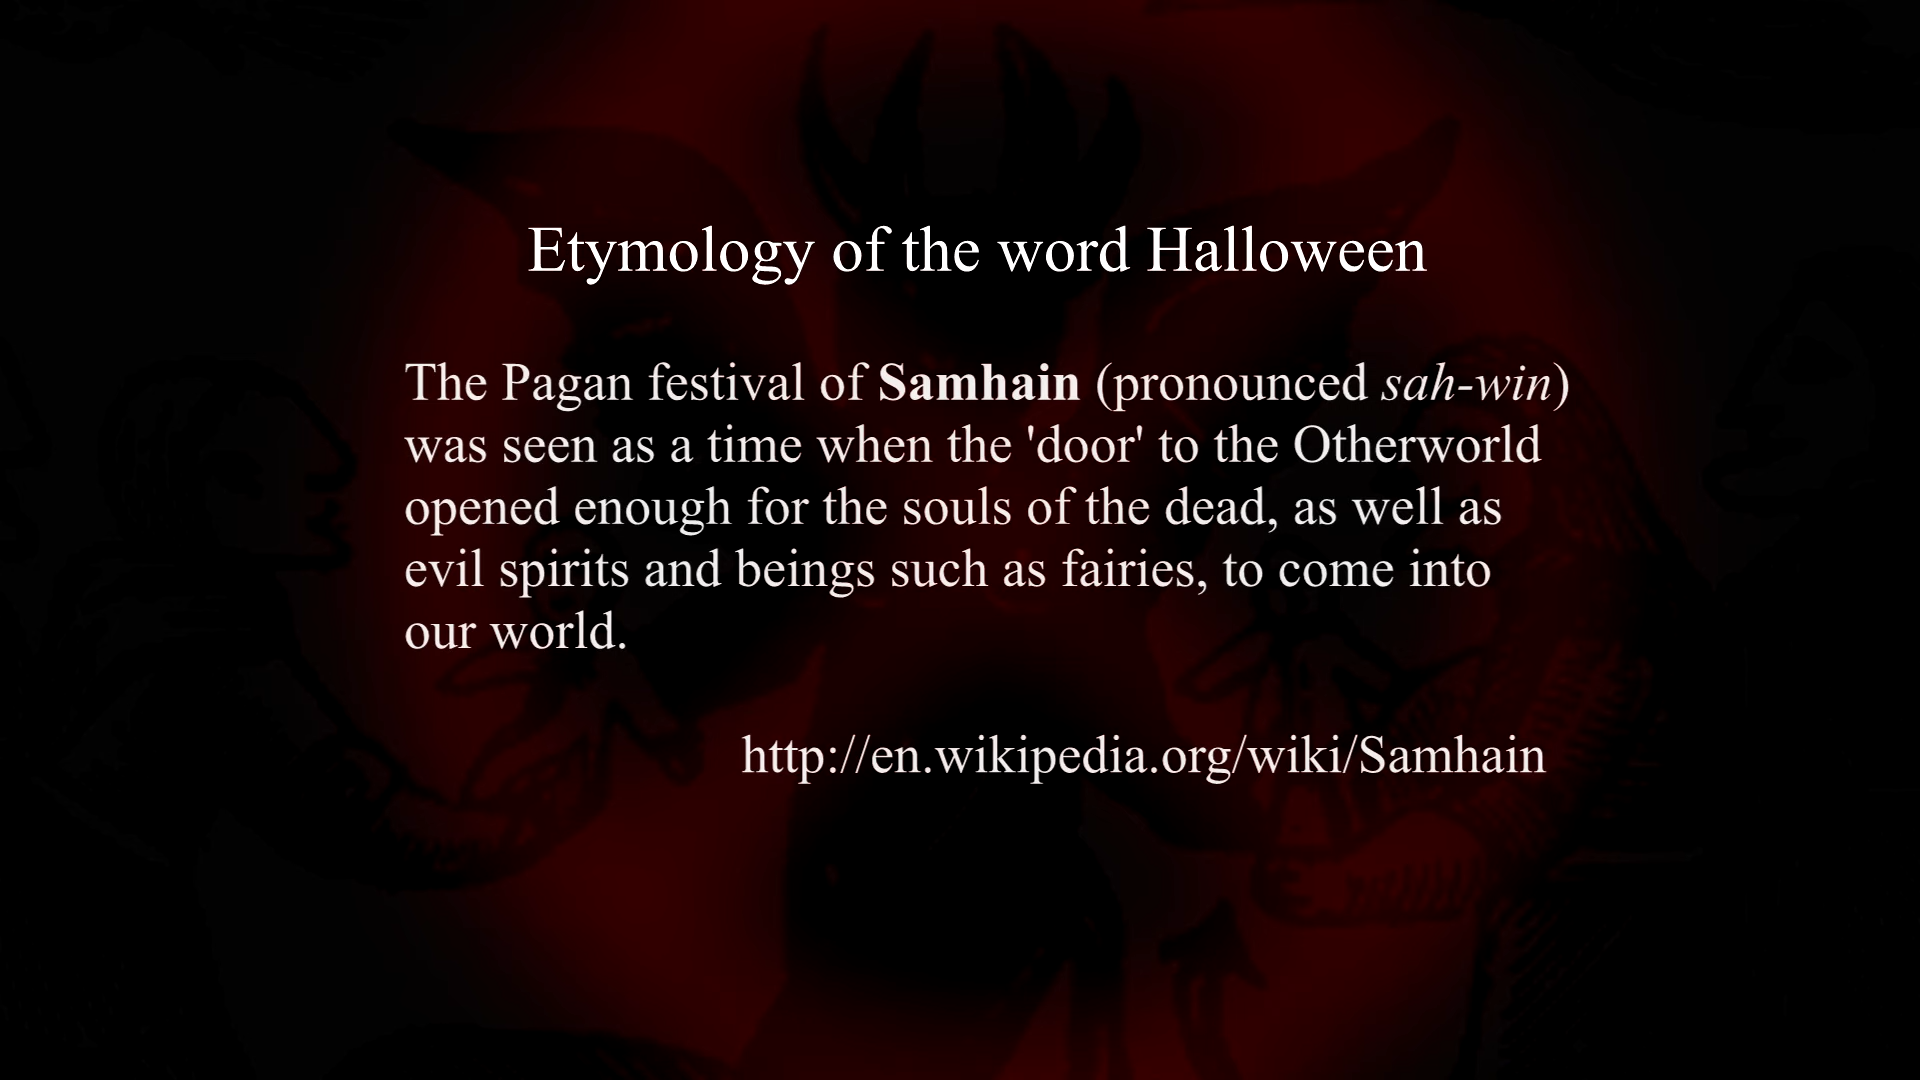 Etymology of the word Halloween
The Pagan festival of Samhain (pronounced sah-win)
was seen as a time when the 'door' to the Otherworld
opened enough for the souls of the dead, as well as
evil spirits and beings such as fairies, to come into
our world.
http://en.wikipedia.org/wiki/Samhain